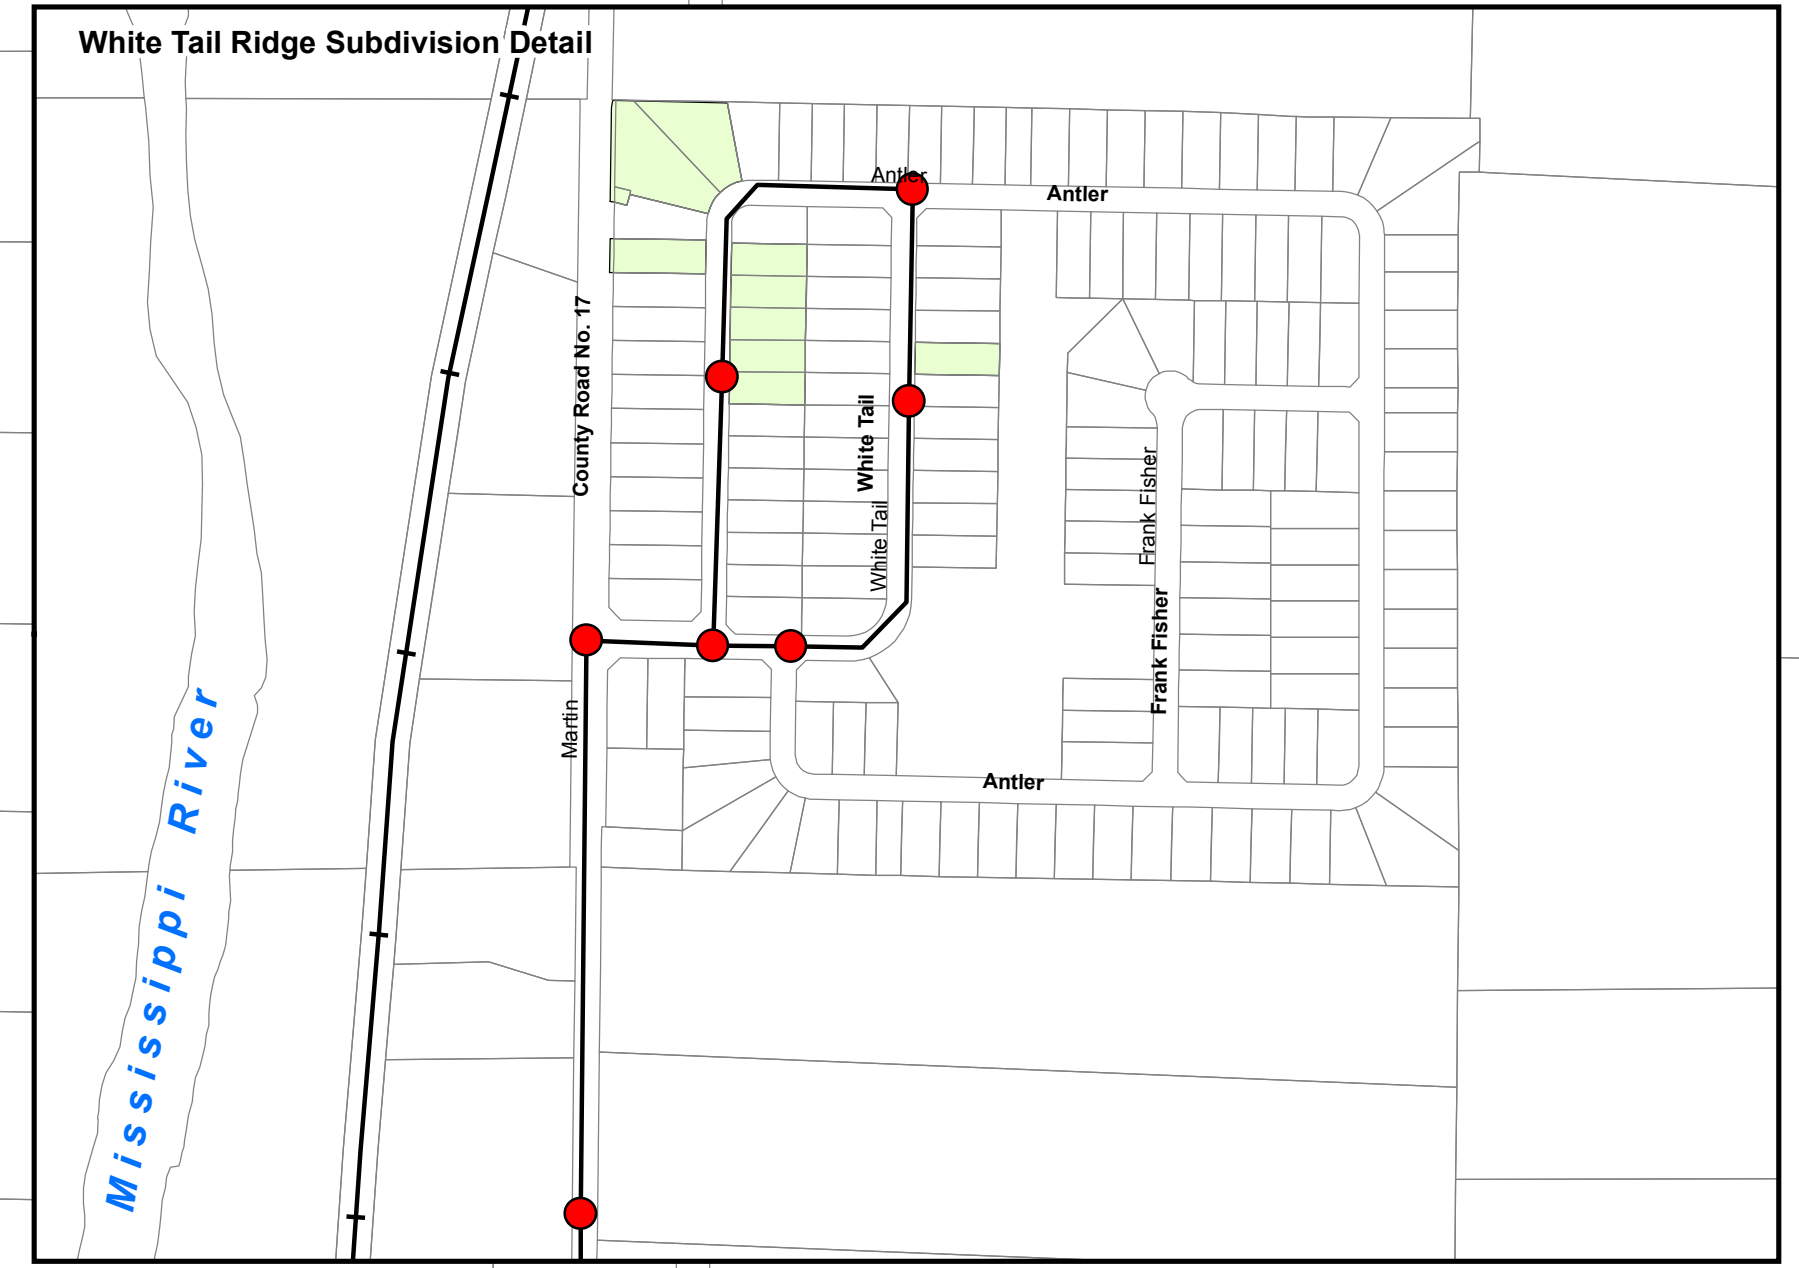 White Tail Ridge Subdivision Detail
Antler
Antler
County Road No. 17
White Tail
White Tail
Frank Fisher
Frank Fisher
Martin
Antler
Mississippi River